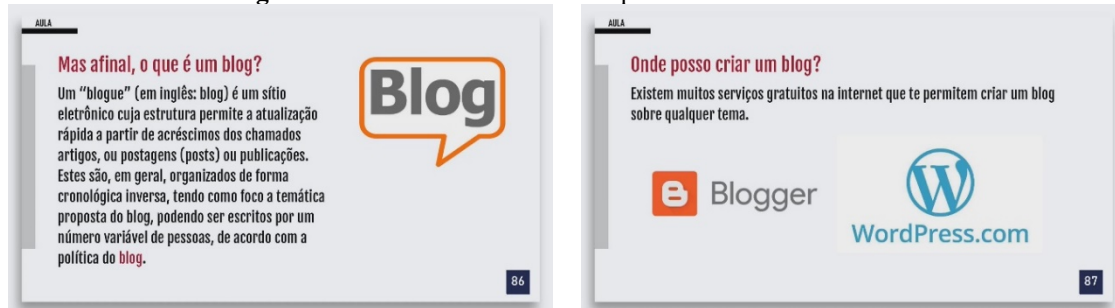 AULA
Mas afinal, o que é um blog?
Um “blogue” (em inglês: blog) é um sítio
eletrônico cuja estrutura permite a atualização
rápida a partir de acréscimos dos chamados
artigos, ou postagens (posts) ou publicações.
Estes são, em geral, organizados de forma
cronológica inversa, tendo como foco a temática
proposta do blog, podendo ser escritos por um
número variável de pessoas, de acordo com a
política do blog.
Blog
86
AULA
Onde posso criar um blog?
Existem muitos serviços gratuitos na internet que te permitem criar um blog
sobre qualquer tema.
Blogger
WordPress.com
87